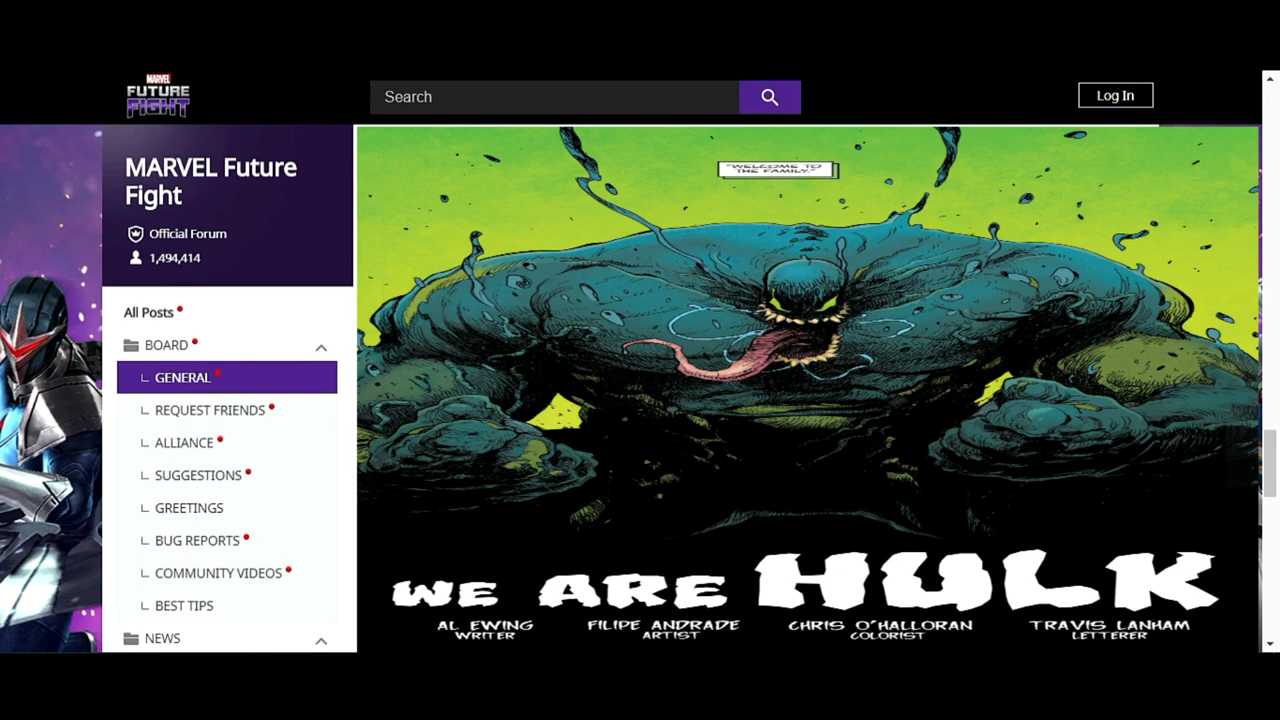 MARVEL
FUTURE
FIGHT
Search
Log In
MARVEL Future
Fight
Official Forum
1,494,414
All Posts
BOARD
GENERAL
REQUEST FRIENDS
ALLIANCE
SUGGESTIONS
GREETINGS
BUG REPORTS
COMMUNITY VIDEOS
BEST TIPS
NEWS
"WELCOME TO
THE FAMILY."
WE ARE HULK
AL EWING
WRITER
FILIPE ANDRADE
ARTIST
CHRIS O'HALLORAN
COLORIST
TRAVIS LANHAM
LETTERER